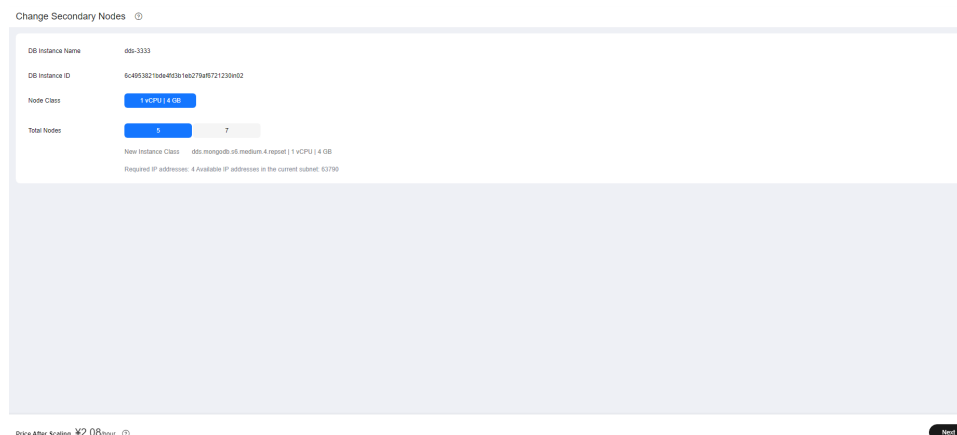 Change Secondary Nodes
DB Instance Name dds-3333
DB Instance ID 6c4953821bde4fd3b1eb279af6721230in02
Node Class 1 vCPU | 4 GB
Total Nodes 5 7
New Instance Class dds.mongodb.s6.medium.4.repset | 1 vCPU | 4 GB
Required IP addresses: 4 Available IP addresses in the current subnet: 63790
Price After Scaling ¥2.08/hour Next